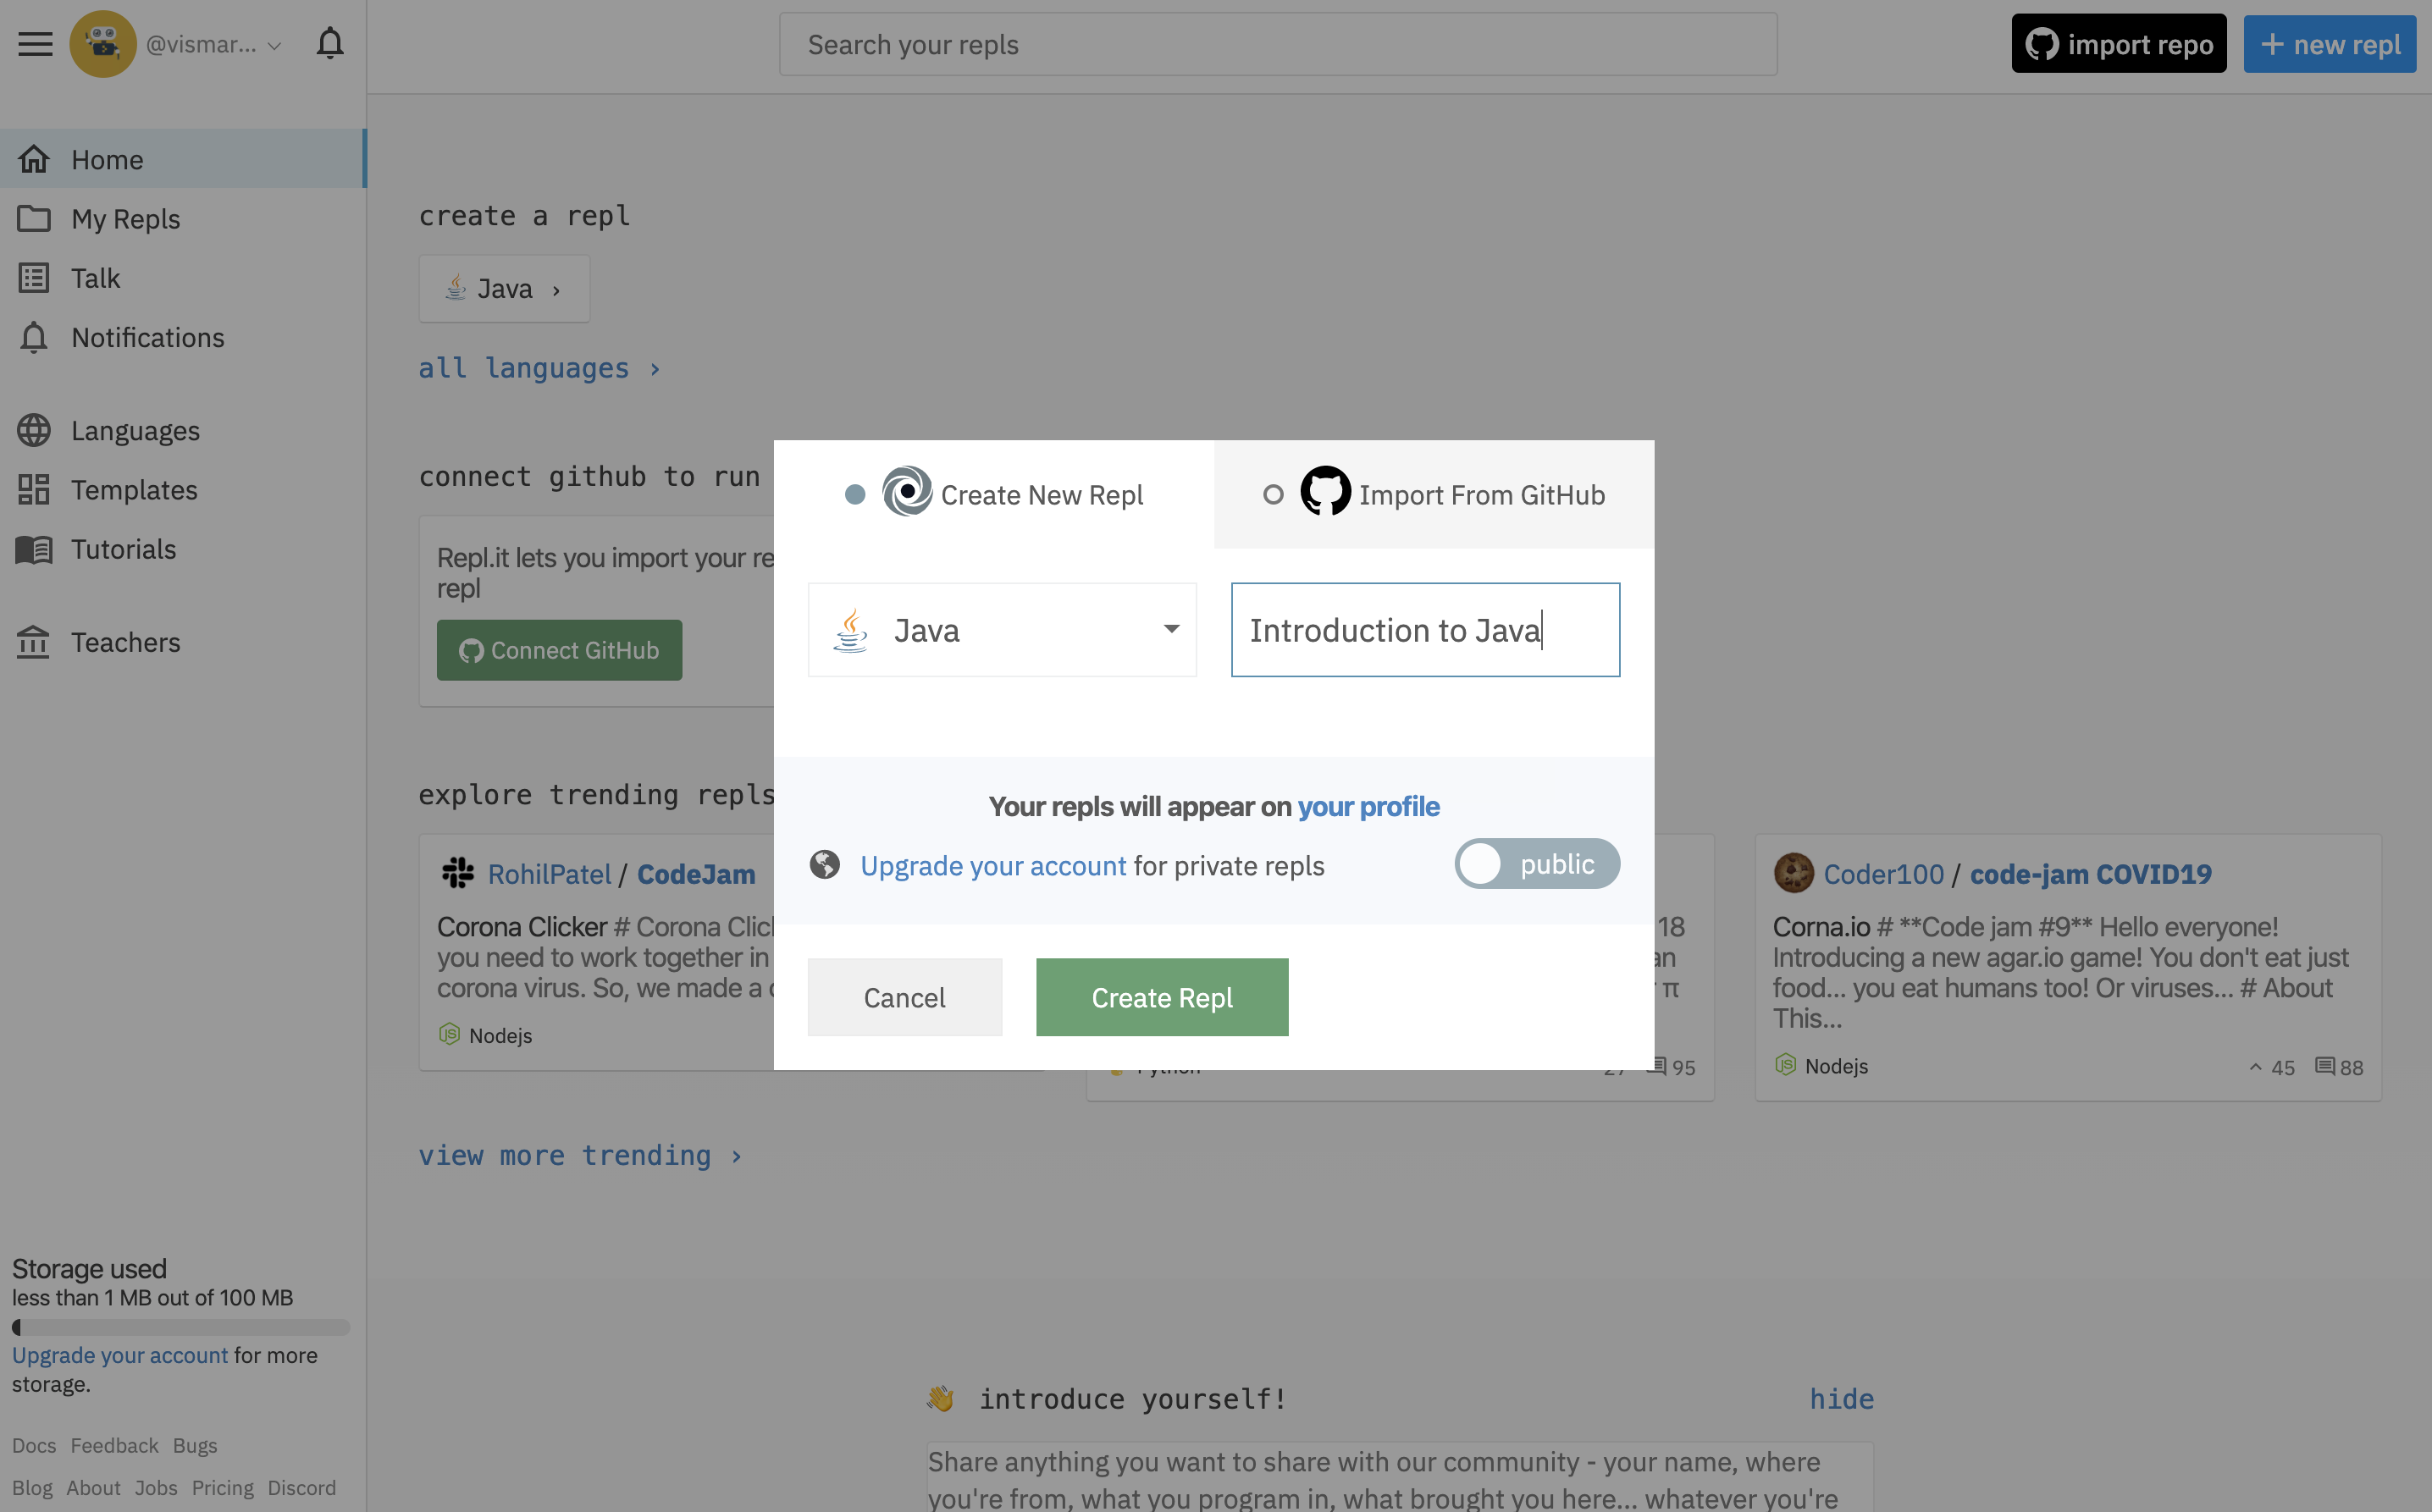 @vismar...
Search your repls
import repo
+ new repl
Home
My Repls
Talk
Notifications
Languages
Templates
Tutorials
Teachers
create a repl
Java ›
all languages ›
connect github to run
Repl.it lets you import your re
repl
Connect GitHub
explore trending repls
RohilPatel / CodeJam
Corona Clicker # Corona Clic
you need to work together in
corona virus. So, we made a
Nodejs
Create New Repl
Import From GitHub
Java
Introduction to Java
Your repls will appear on your profile
Upgrade your account for private repls
public
Cancel
Create Repl
18
an
π
Python
27
95
Coder100 / code-jam COVID19
Corna.io # **Code jam #9** Hello everyone!
Introducing a new agar.io game! You don't eat just
food... you eat humans too! Or viruses... # About
This...
Nodejs
45
88
view more trending ›
Storage used
less than 1 MB out of 100 MB
Upgrade your account for more
storage.
Docs Feedback Bugs
Blog About Jobs Pricing Discord
👋 introduce yourself!
hide
Share anything you want to share with our community - your name, where
you're from, what you program in, what brought you here... whatever you're